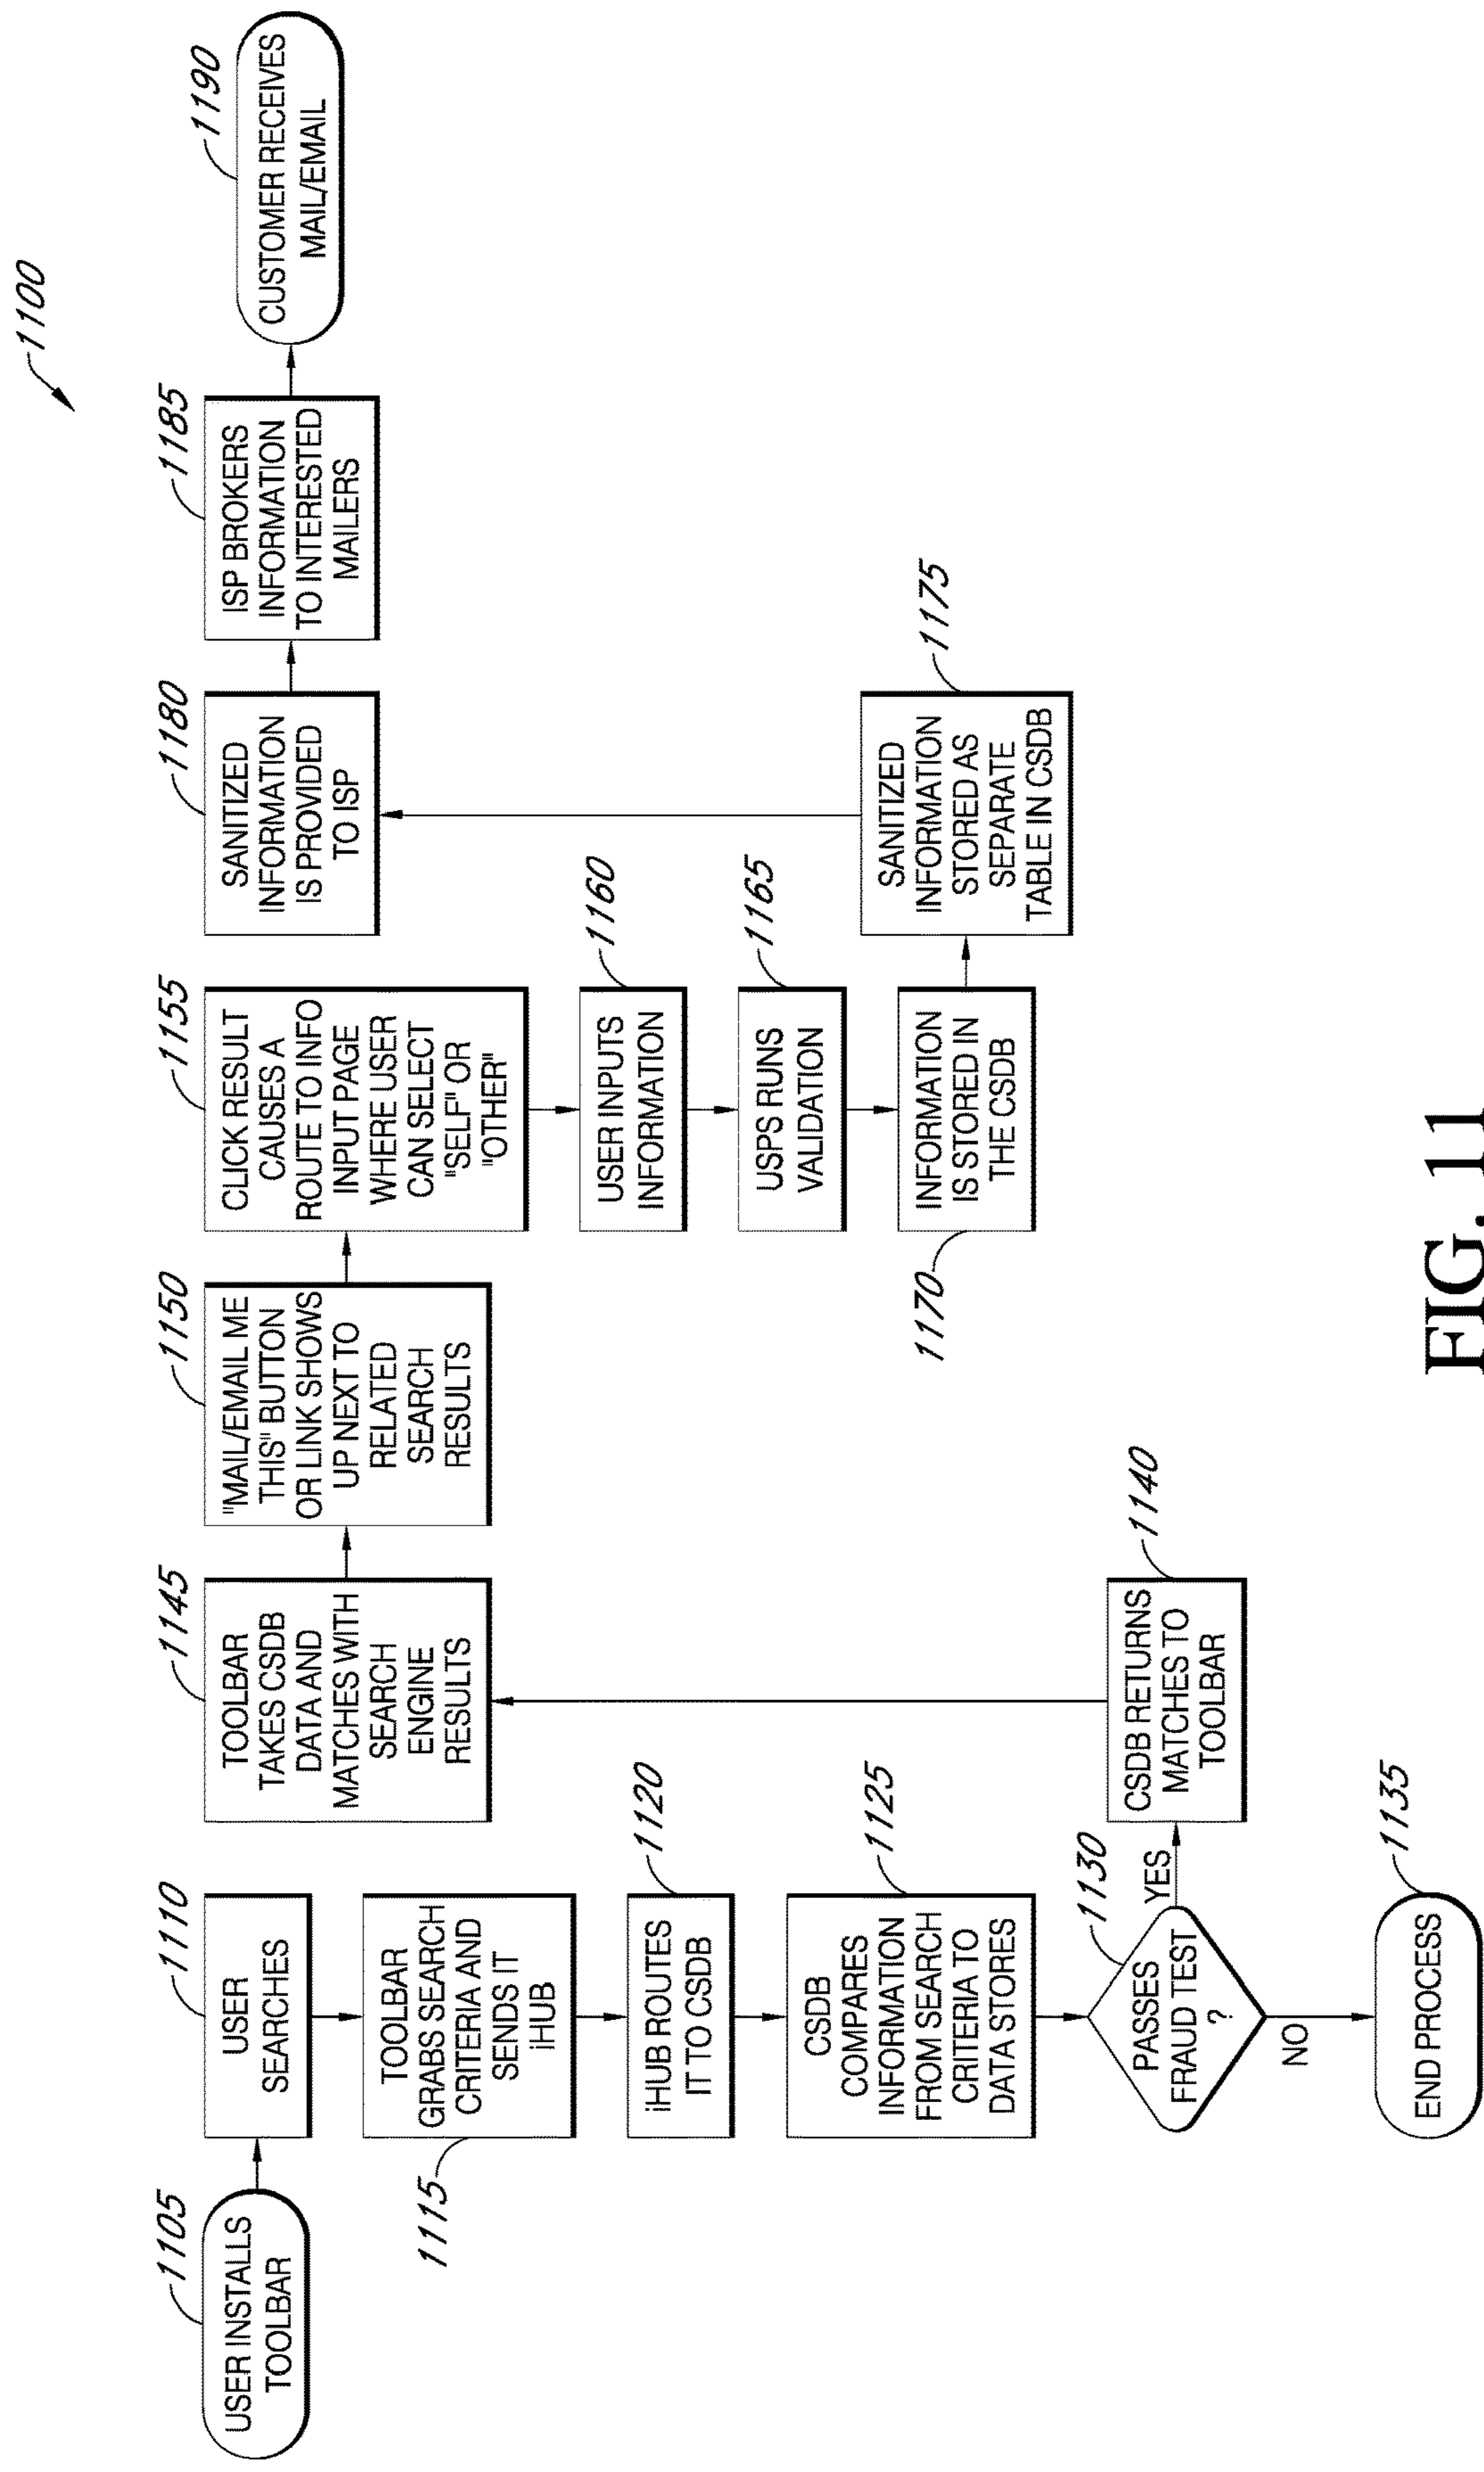 1100
1105
USER INSTALLS
TOOLBAR
1110
USER
SEARCHES
TOOLBAR
GRABS SEARCH
CRITERIA AND
SENDS IT
iHUB
1115
iHUB ROUTES
IT TO CSDB
1120
CSDB
COMPARES
INFORMATION
FROM SEARCH
CRITERIA TO
DATA STORES
1125
PASSES
FRAUD TEST
?
1130
YES
NO
END PROCESS
1135
CSDB RETURNS
MATCHES TO
TOOLBAR
1140
1145
TOOLBAR
TAKES CSDB
DATA AND
MATCHES WITH
SEARCH
ENGINE
RESULTS
1150
"MAIL/EMAIL ME
THIS" BUTTON
OR LINK SHOWS
UP NEXT TO
RELATED
SEARCH
RESULTS
1155
CLICK RESULT
CAUSES A
ROUTE TO INFO
INPUT PAGE
WHERE USER
CAN SELECT
"SELF" OR
"OTHER"
USER INPUTS
INFORMATION
1160
USPS RUNS
VALIDATION
1165
INFORMATION
IS STORED IN
THE CSDB
1170
SANITIZED
INFORMATION
STORED AS
SEPARATE
TABLE IN CSDB
1175
1180
SANITIZED
INFORMATION
IS PROVIDED
TO ISP
1185
ISP BROKERS
INFORMATION
TO INTERESTED
MAILERS
1190
CUSTOMER RECEIVES
MAIL/EMAIL
FIG. 11